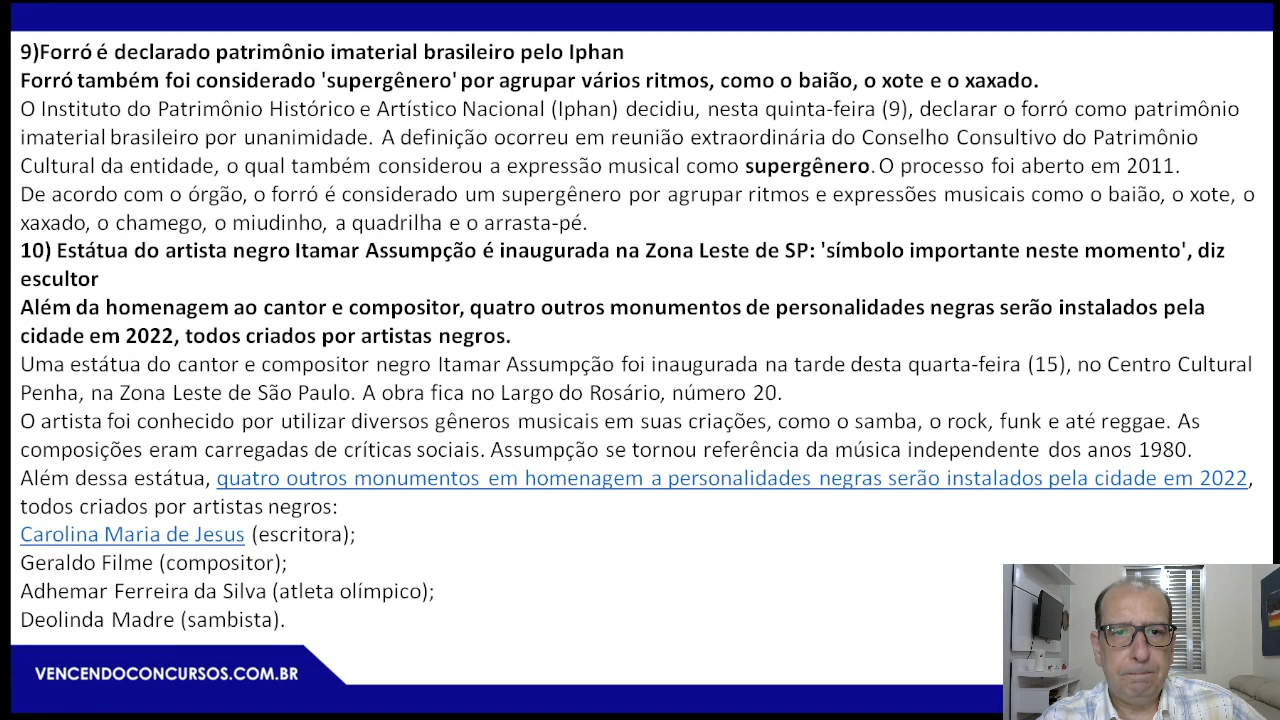 9)Forró é declarado patrimônio imaterial brasileiro pelo Iphan
Forró também foi considerado 'supergênero' por agrupar vários ritmos, como o baião, o xote e o xaxado.
O Instituto do Patrimônio Histórico e Artístico Nacional (Iphan) decidiu, nesta quinta-feira (9), declarar o forró como patrimônio
imaterial brasileiro por unanimidade. A definição ocorreu em reunião extraordinária do Conselho Consultivo do Patrimônio
Cultural da entidade, o qual também considerou a expressão musical como supergênero. O processo foi aberto em 2011.
De acordo com o órgão, o forró é considerado um supergênero por agrupar ritmos e expressões musicais como o baião, o xote, o
xaxado, o chamego, o miudinho, a quadrilha e o arrasta-pé.
10) Estátua do artista negro Itamar Assumpção é inaugurada na Zona Leste de SP: 'símbolo importante neste momento', diz
escultor
Além da homenagem ao cantor e compositor, quatro outros monumentos de personalidades negras serão instalados pela
cidade em 2022, todos criados por artistas negros.
Uma estátua do cantor e compositor negro Itamar Assumpção foi inaugurada na tarde desta quarta-feira (15), no Centro Cultural
Penha, na Zona Leste de São Paulo. A obra fica no Largo do Rosário, número 20.
O artista foi conhecido por utilizar diversos gêneros musicais em suas criações, como o samba, o rock, funk e até reggae. As
composições eram carregadas de críticas sociais. Assumpção se tornou referência da música independente dos anos 1980.
Além dessa estátua, quatro outros monumentos em homenagem a personalidades negras serão instalados pela cidade em 2022,
todos criados por artistas negros:
Carolina Maria de Jesus (escritora);
Geraldo Filme (compositor);
Adhemar Ferreira da Silva (atleta olímpico);
Deolinda Madre (sambista).
VENCENDOCONCURSOS.COM.BR